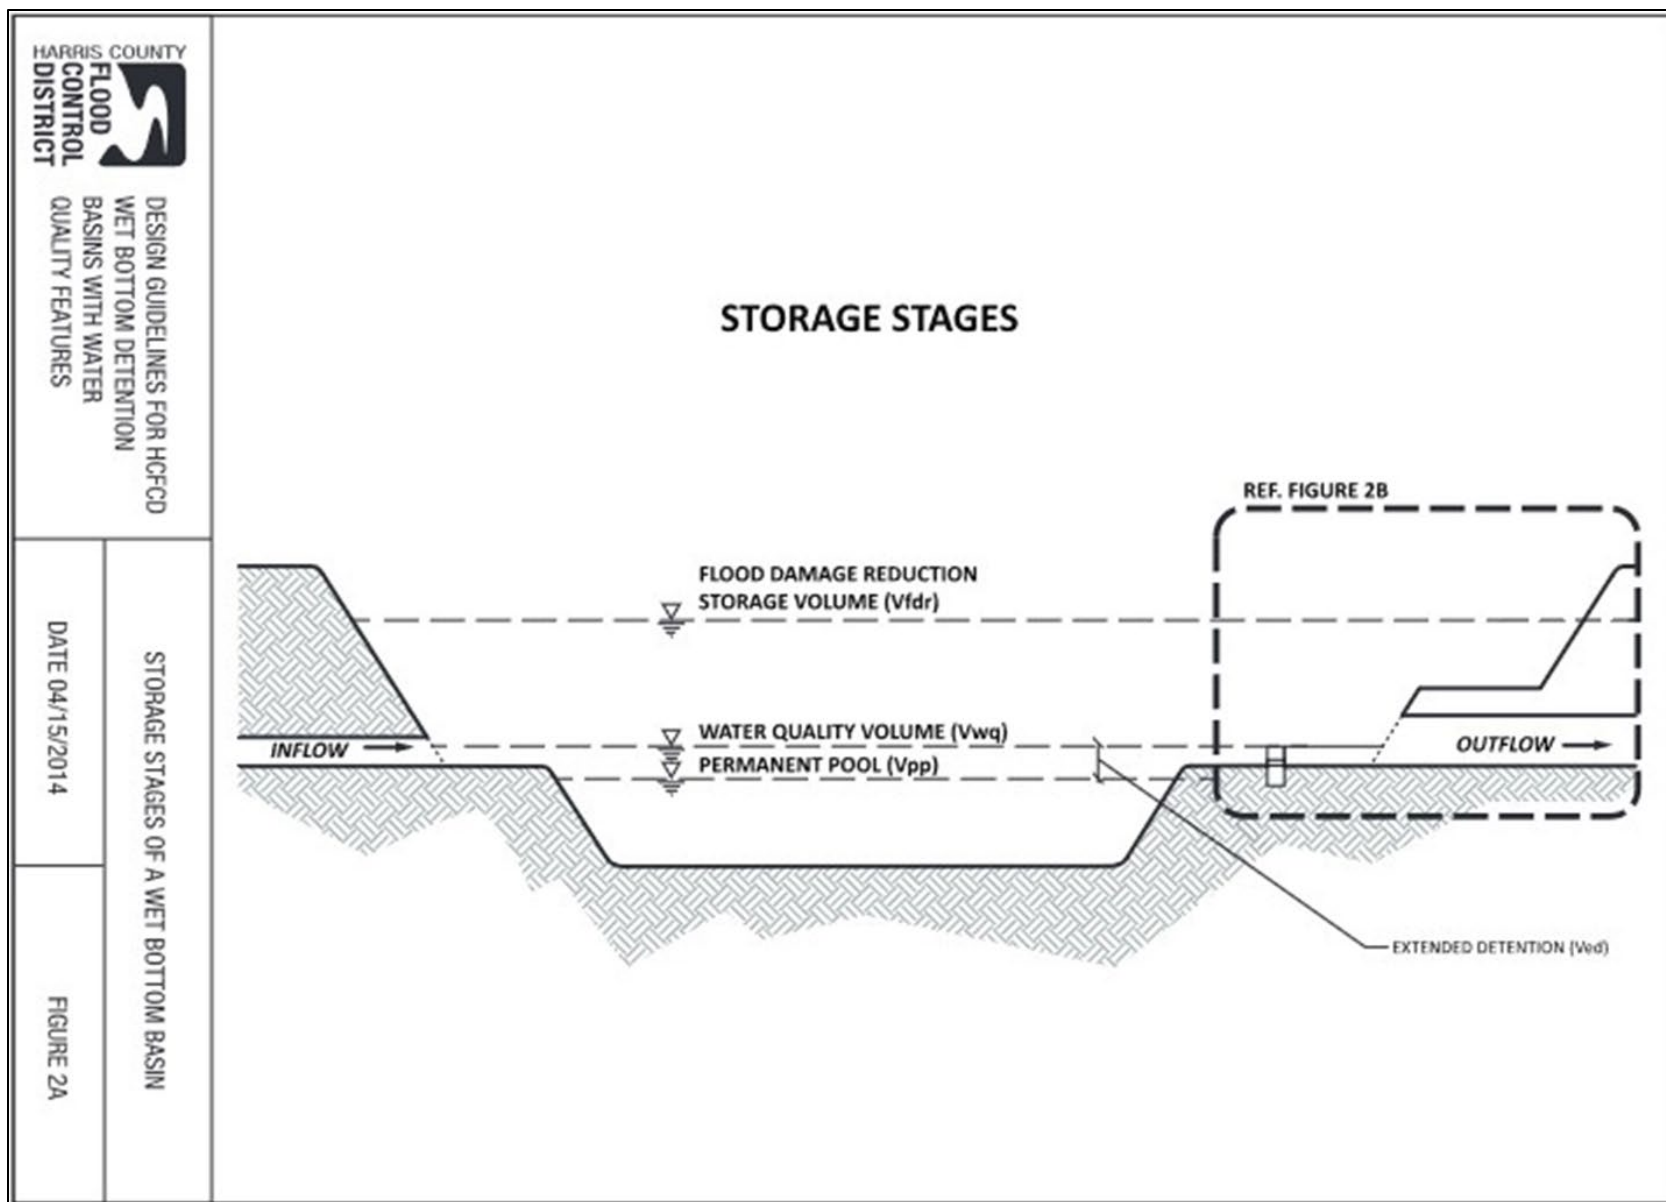 HARRIS COUNTY
FLOOD
CONTROL
DISTRICT
DESIGN GUIDELINES FOR HCFCD
WET BOTTOM DETENTION
BASINS WITH WATER
QUALITY FEATURES
STORAGE STAGES OF A WET BOTTOM BASIN
DATE 04/15/2014
FIGURE 2A
STORAGE STAGES
REF. FIGURE 2B
FLOOD DAMAGE REDUCTION
STORAGE VOLUME (Vfdr)
WATER QUALITY VOLUME (Vwq)
INFLOW
OUTFLOW
PERMANENT POOL (Vpp)
EXTENDED DETENTION (Ved)